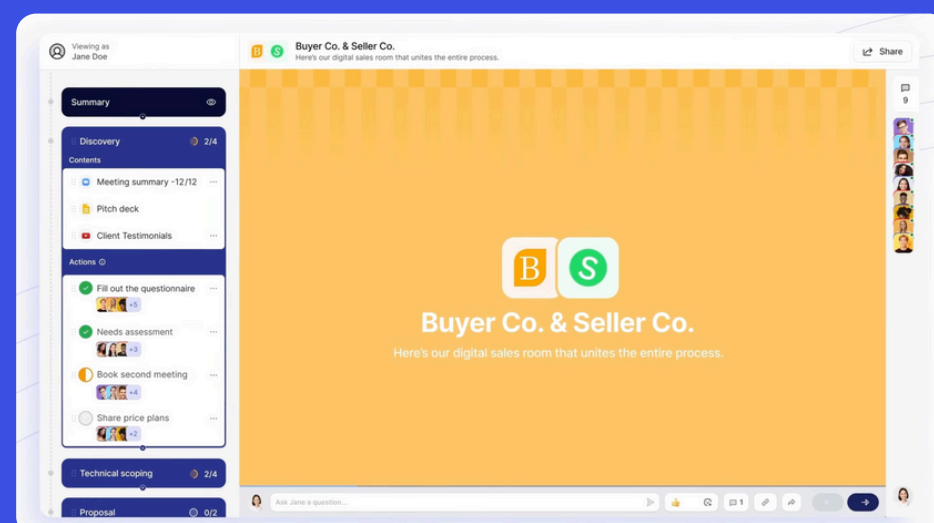 Viewing as
Jane Doe
B S
Buyer Co. & Seller Co.
Here's our digital sales room that unites the entire process.
Share
Summary
Discovery 2/4
Contents
Meeting summary -12/12
Pitch deck
Client Testimonials
Actions
Fill out the questionnaire
+5
Needs assessment
+3
Book second meeting
+4
Share price plans
+2
Technical scoping 2/4
Proposal 0/2
B S
Buyer Co. & Seller Co.
Here's our digital sales room that unites the entire process.
9
Ask Jane a question...
1